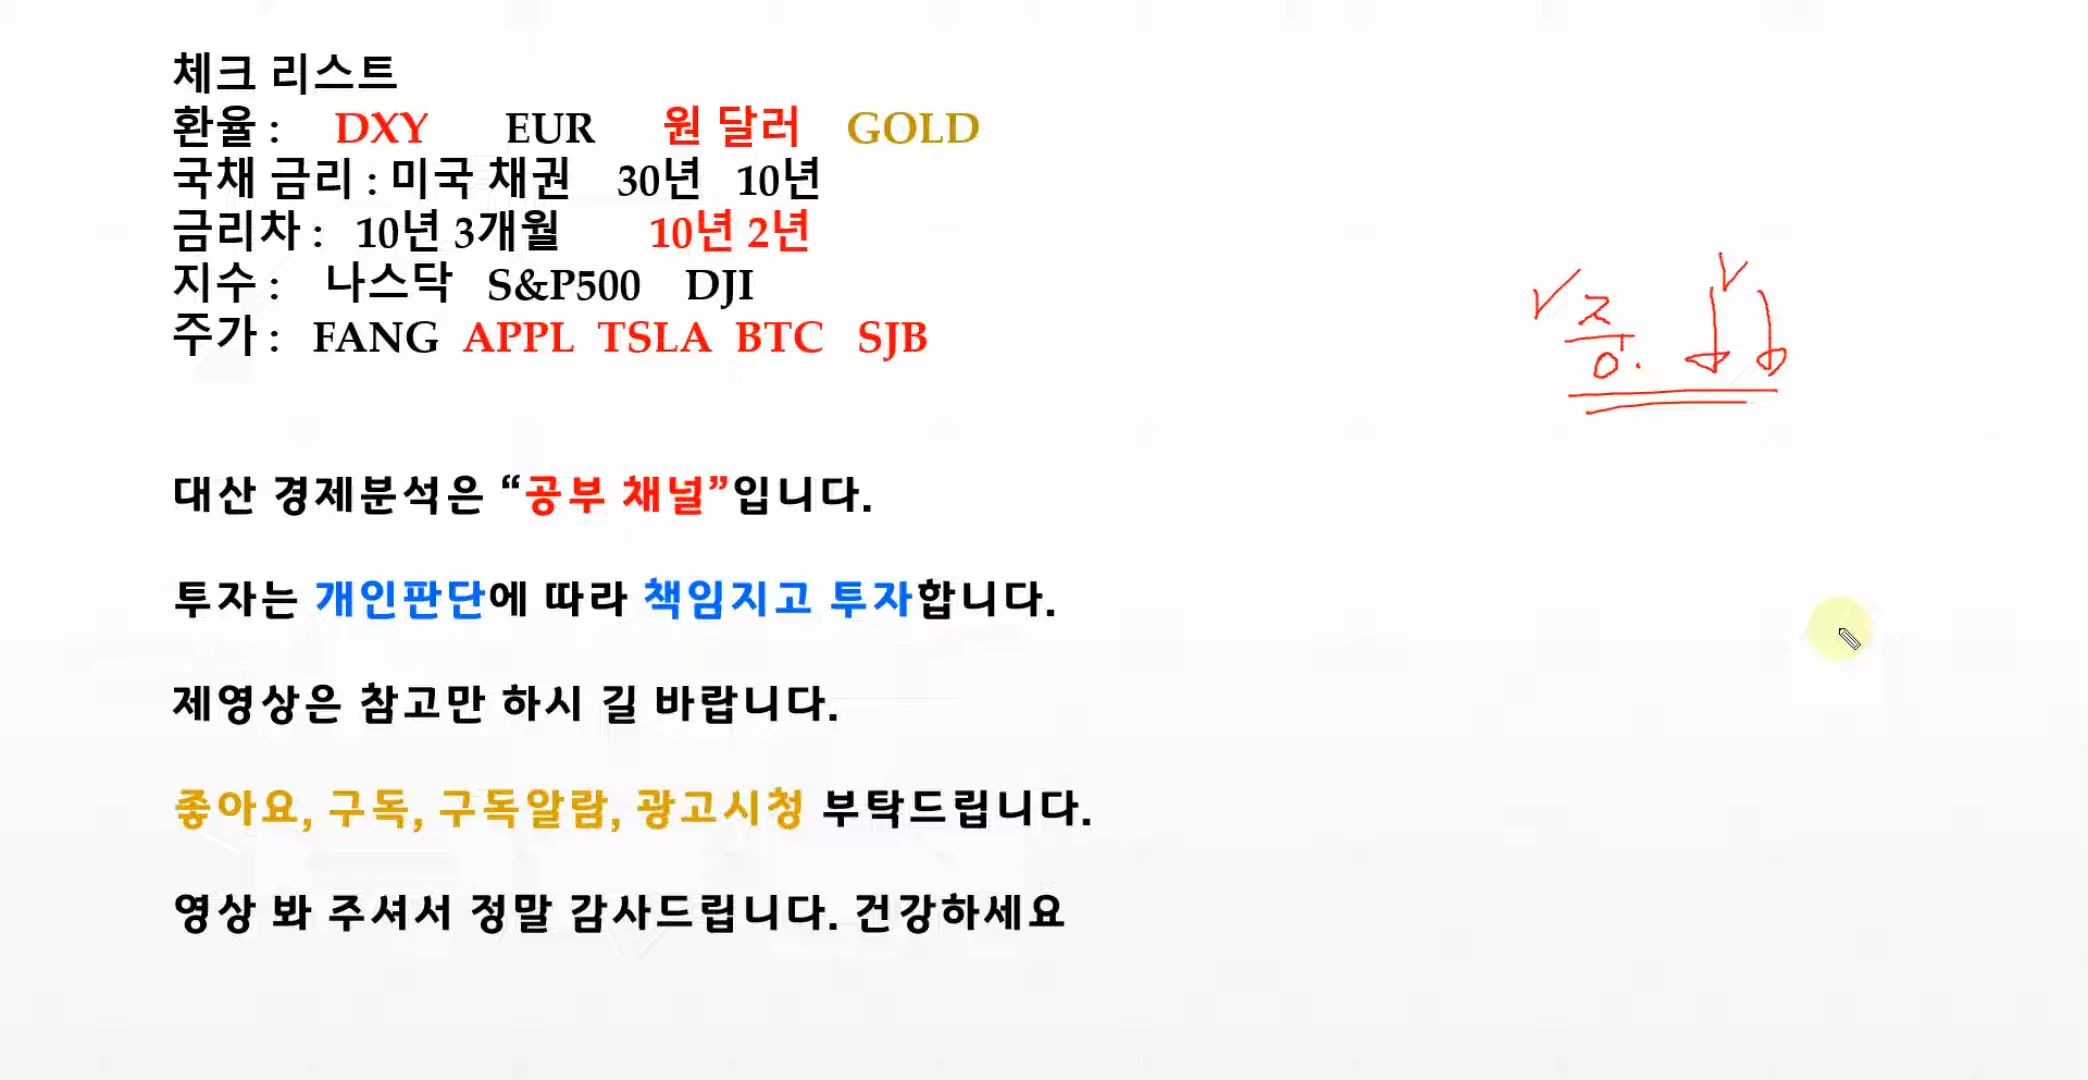 체크 리스트
환율 : DXY EUR 원 달러 GOLD
국채 금리 : 미국 채권 30년 10년
금리차 : 10년 3개월 10년 2년
지수 : 나스닥 S&P500 DJI
주가 : FANG APPL TSLA BTC SJB
대산 경제분석은 “공부 채널”입니다.
투자는 개인판단에 따라 책임지고 투자합니다.
제영상은 참고만 하시 길 바랍니다.
좋아요, 구독, 구독알람, 광고시청 부탁드립니다.
영상 봐 주셔서 정말 감사드립니다. 건강하세요